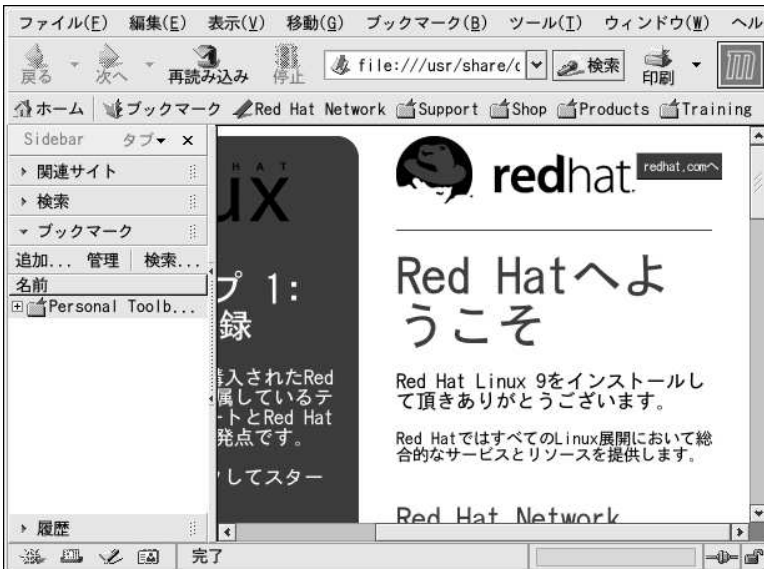 ファイル(F) 編集(E) 表示(V) 移動(G) ブックマーク(B) ツール(T) ウィンドウ(W) ヘル
戻る 次へ 再読み込み 停止 file:///usr/share/ 検索 印刷
ホーム ブックマーク Red Hat Network Support Shop Products Training
Sidebar タブ
関連サイト
検索
ブックマーク
追加... 管理 検索...
名前
Personal Toolb...
履歴
HAT
ux
プ 1:
録
購入されたRed
属しているテ
ートとRed Hat
発点です。
してスター
redhat.
redhat.comへ
Red Hatへよ
うこそ
Red Hat Linux 9をインストールし
て頂きありがとうございます。
Red HatではすべてのLinux展開において総
合的なサービスとリソースを提供します。
Red Hat Network
完了